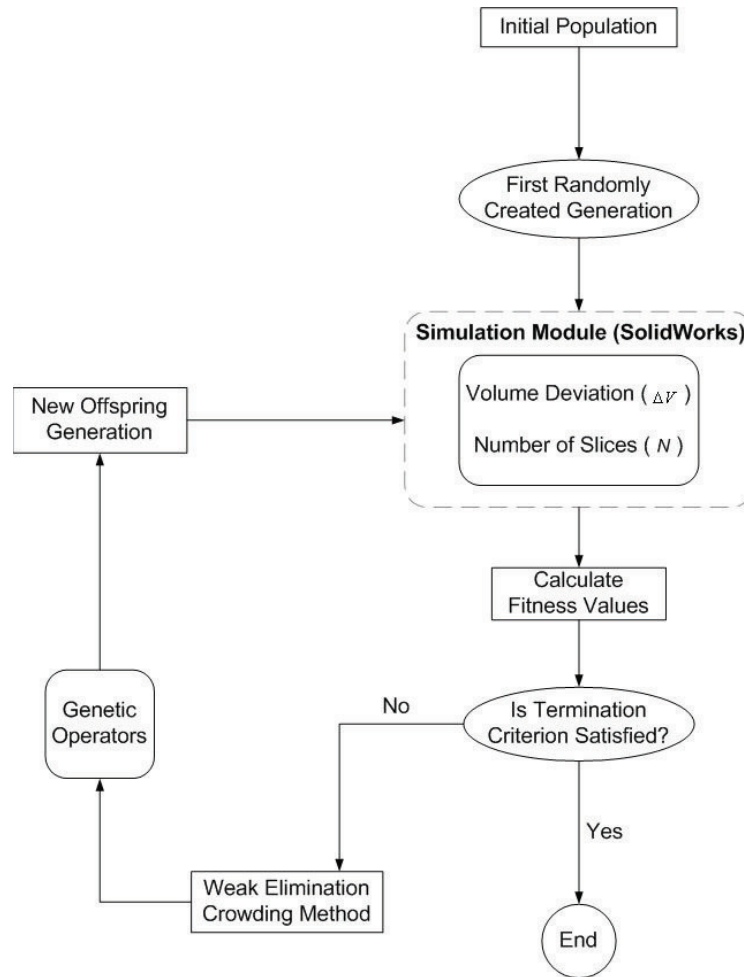 Initial Population
First Randomly
Created Generation
Simulation Module (SolidWorks)
Volume Deviation ( ΔV )
Number of Slices ( N )
New Offspring
Generation
Calculate
Fitness Values
Is Termination
Criterion Satisfied?
No
Yes
Genetic
Operators
Weak Elimination
Crowding Method
End